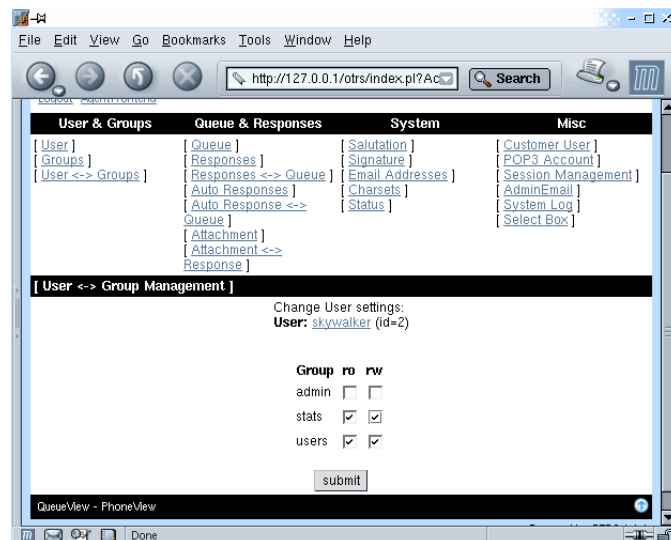 File Edit View Go Bookmarks Tools Window Help
http://127.0.0.1/otrs/index.pl?Ac
Search
Logout AgentFrontend
User & Groups Queue & Responses System Misc
[ User ] [ Queue ] [ Salutation ] [ Customer User ]
[ Groups ] [ Responses ] [ Signature ] [ POP3 Account ]
[ User <-> Groups ] [ Responses <-> Queue ] [ Email Addresses ] [ Session Management ]
[ Auto Responses ] [ Charsets ] [ AdminEmail ]
[ Auto Response <-> [ Status ] [ System Log ]
Queue ] [ Select Box ]
[ Attachment ]
[ Attachment <->
Response ]
[ User <-> Group Management ]
Change User settings:
User: skywalker (id=2)
Group ro rw
admin
stats
users
submit
QueueView - PhoneView
Done